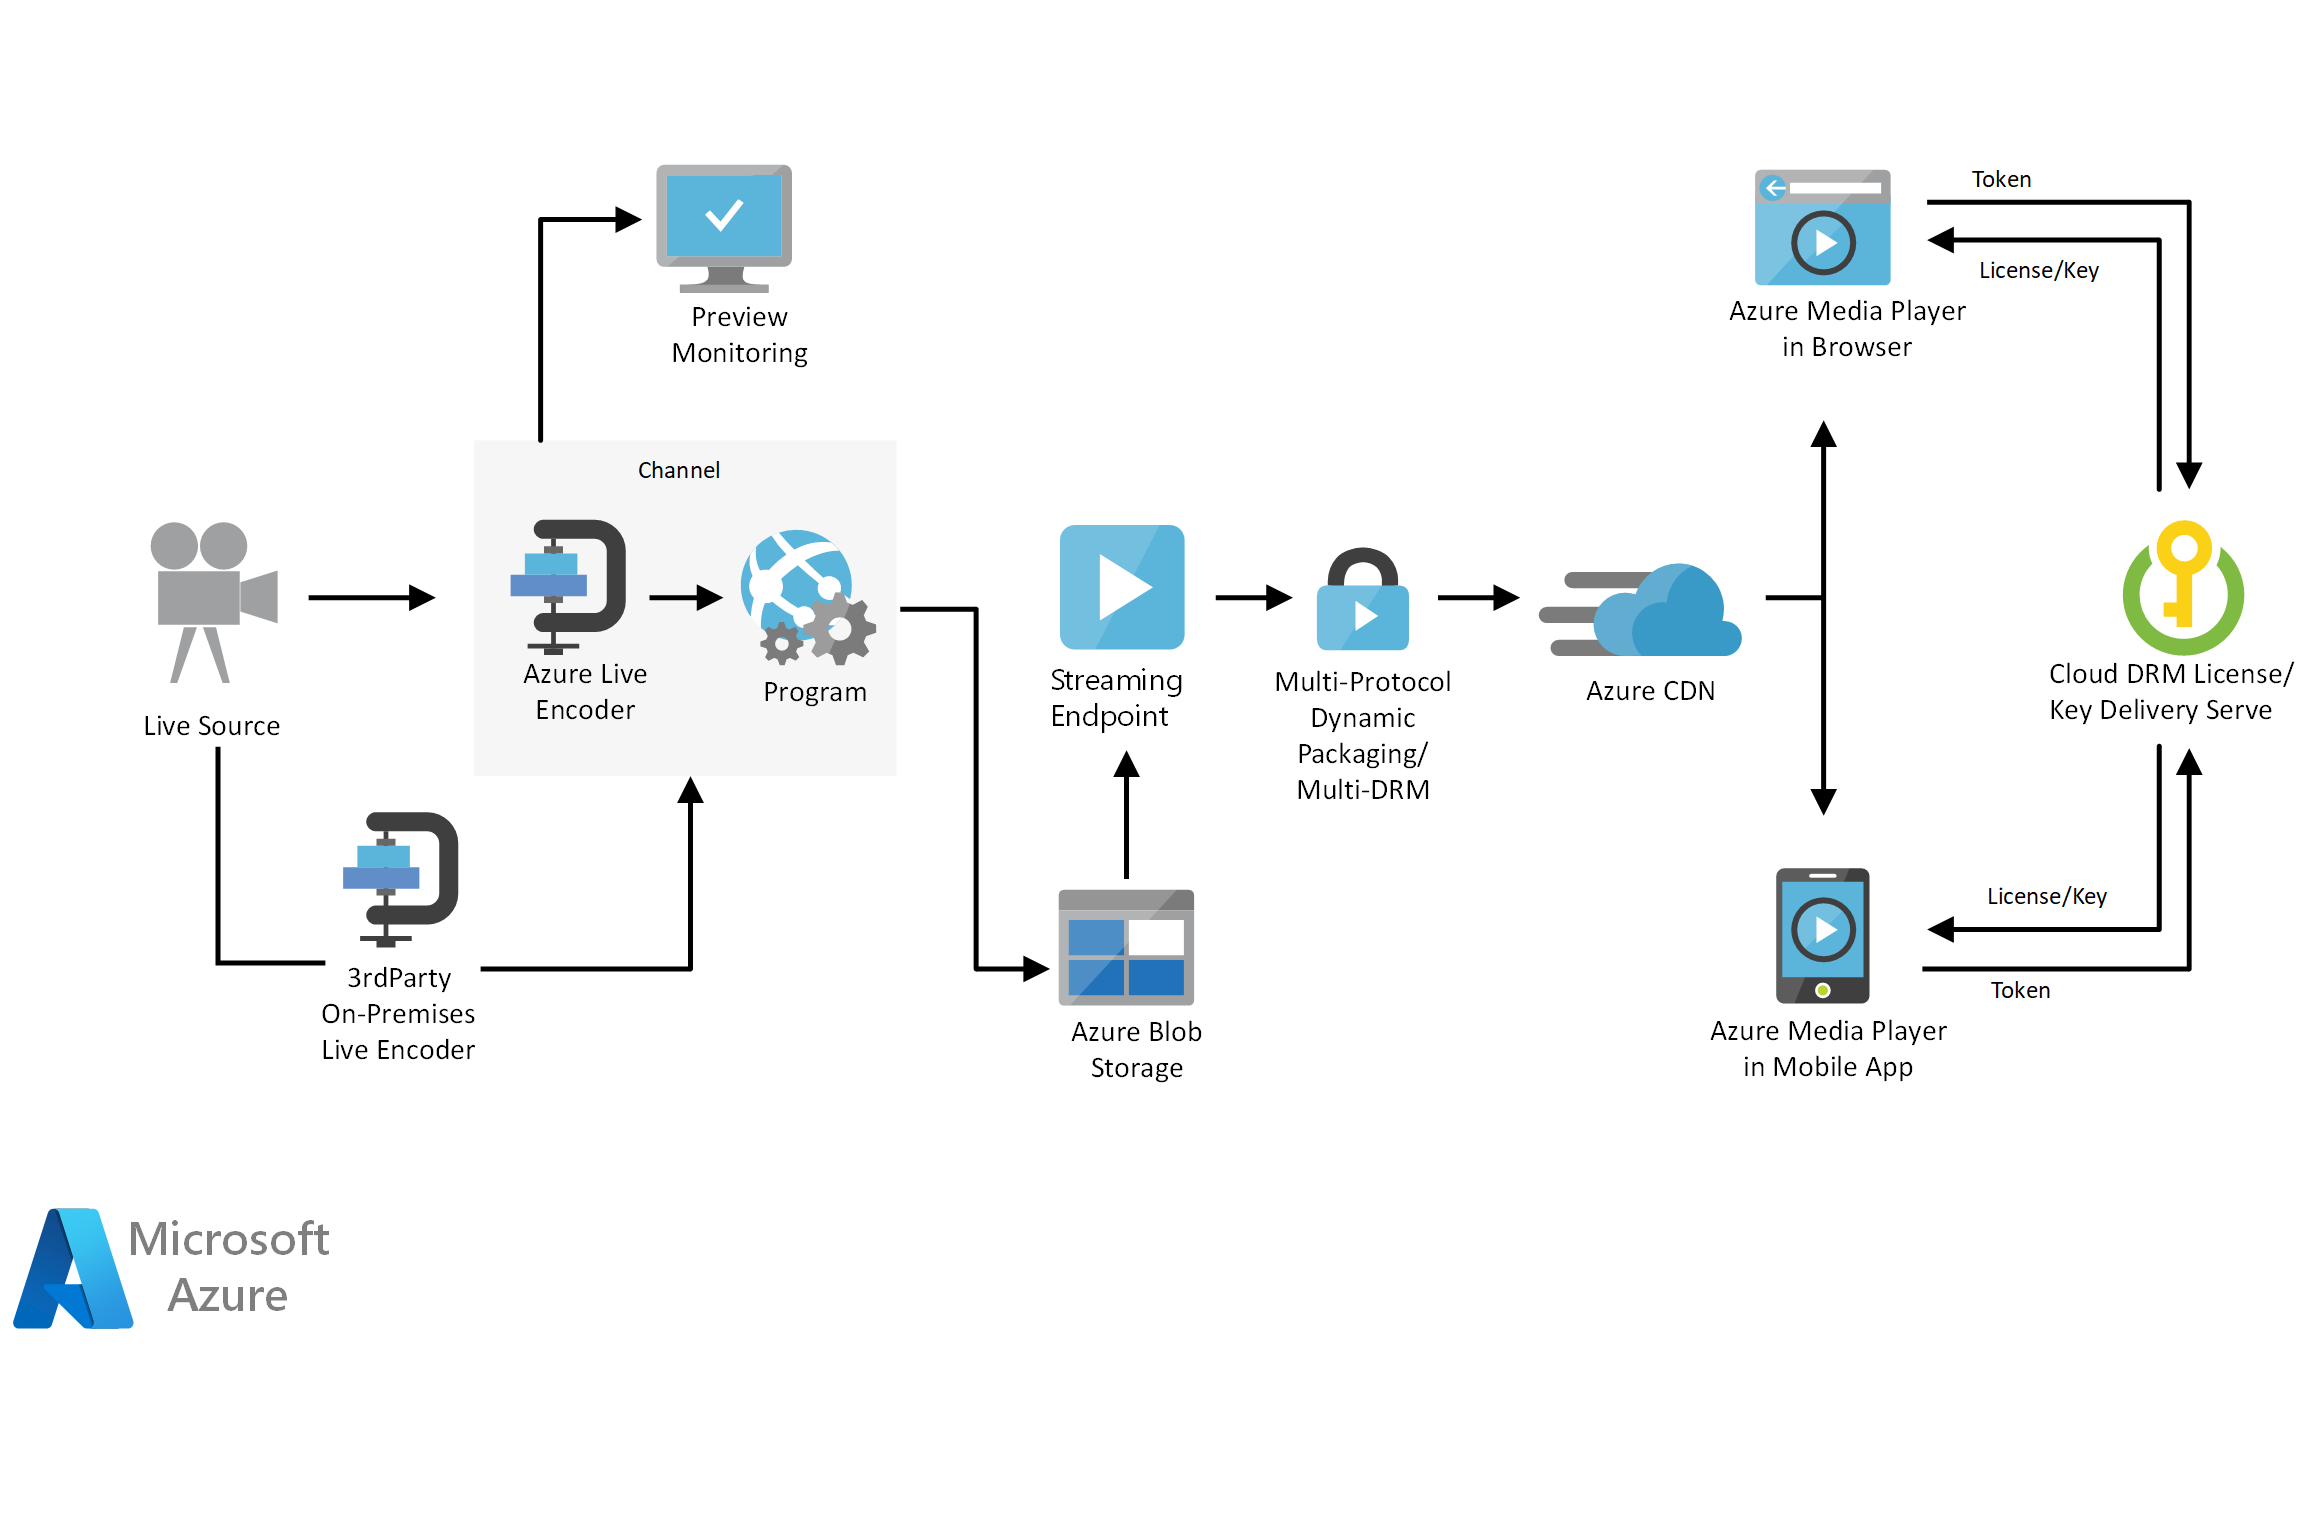 Preview
Monitoring
Channel
Azure Live
Encoder
Program
Live Source
3rdParty
On-Premises
Live Encoder
Streaming
Endpoint
Azure Blob
Storage
Multi-Protocol
Dynamic
Packaging/
Multi-DRM
Azure CDN
Azure Media Player
in Browser
Token
License/Key
Cloud DRM License/
Key Delivery Serve
License/Key
Token
Azure Media Player
in Mobile App
Microsoft
Azure